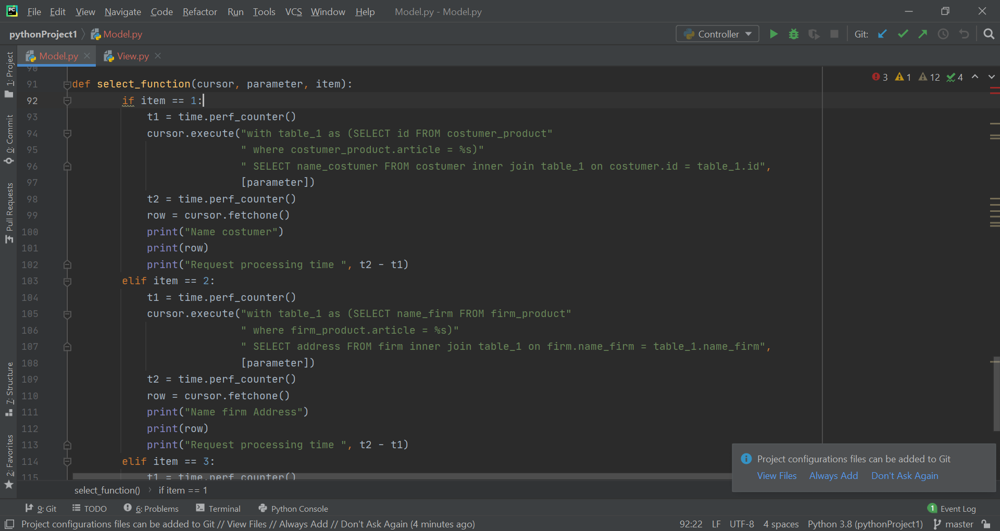 PC File Edit View Navigate Code Refactor Run Tools VCS Window Help Model.py - Model.py
pythonProject1 Model.py Controller Git:
Model.py View.py
1: Project
0: Commit
Pull Requests
7: Structure
2: Favorites
3 1 12 4
90
91 def select_function(cursor, parameter, item):
92 if item == 1:
93 t1 = time.perf_counter()
94 cursor.execute("with table_1 as (SELECT id FROM costumer_product"
95 " where costumer_product.article = %s)"
96 " SELECT name_costumer FROM costumer inner join table_1 on costumer.id = table_1.id",
97 [parameter])
98 t2 = time.perf_counter()
99 row = cursor.fetchone()
100 print("Name costumer")
101 print(row)
102 print("Request processing time ", t2 - t1)
103 elif item == 2:
104 t1 = time.perf_counter()
105 cursor.execute("with table_1 as (SELECT name_firm FROM firm_product"
106 " where firm_product.article = %s)"
107 " SELECT address FROM firm inner join table_1 on firm.name_firm = table_1.name_firm",
108 [parameter])
109 t2 = time.perf_counter()
110 row = cursor.fetchone()
111 print("Name firm Address")
112 print(row)
113 print("Request processing time ", t2 - t1)
114 elif item == 3:
115 t1 = time.perf_counter()
Project configurations files can be added to Git
View Files Always Add Don't Ask Again
select_function() if item == 1
9: Git TODO 6: Problems Terminal Python Console 1 Event Log
Project configurations files can be added to Git // View Files // Always Add // Don't Ask Again (4 minutes ago) 92:22 LF UTF-8 4 spaces Python 3.8 (pythonProject1) master